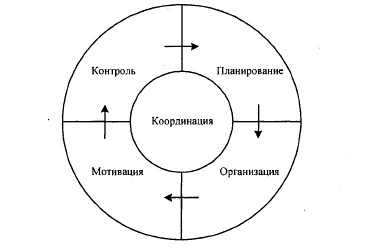 Контроль
Планирование
Координация
Мотивация
Организация